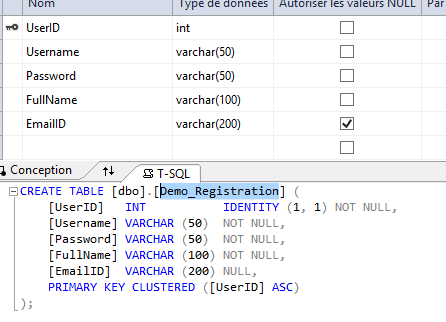 Nom Type de données Autoriser les valeurs NULL Par
UserID int
Username varchar(50)
Password varchar(50)
FullName varchar(100)
EmailID varchar(200)
Conception T-SQL
CREATE TABLE [dbo].[Demo_Registration] (
[UserID] INT IDENTITY (1, 1) NOT NULL,
[Username] VARCHAR (50) NOT NULL,
[Password] VARCHAR (50) NOT NULL,
[FullName] VARCHAR (100) NOT NULL,
[EmailID] VARCHAR (200) NULL,
PRIMARY KEY CLUSTERED ([UserID] ASC)
);